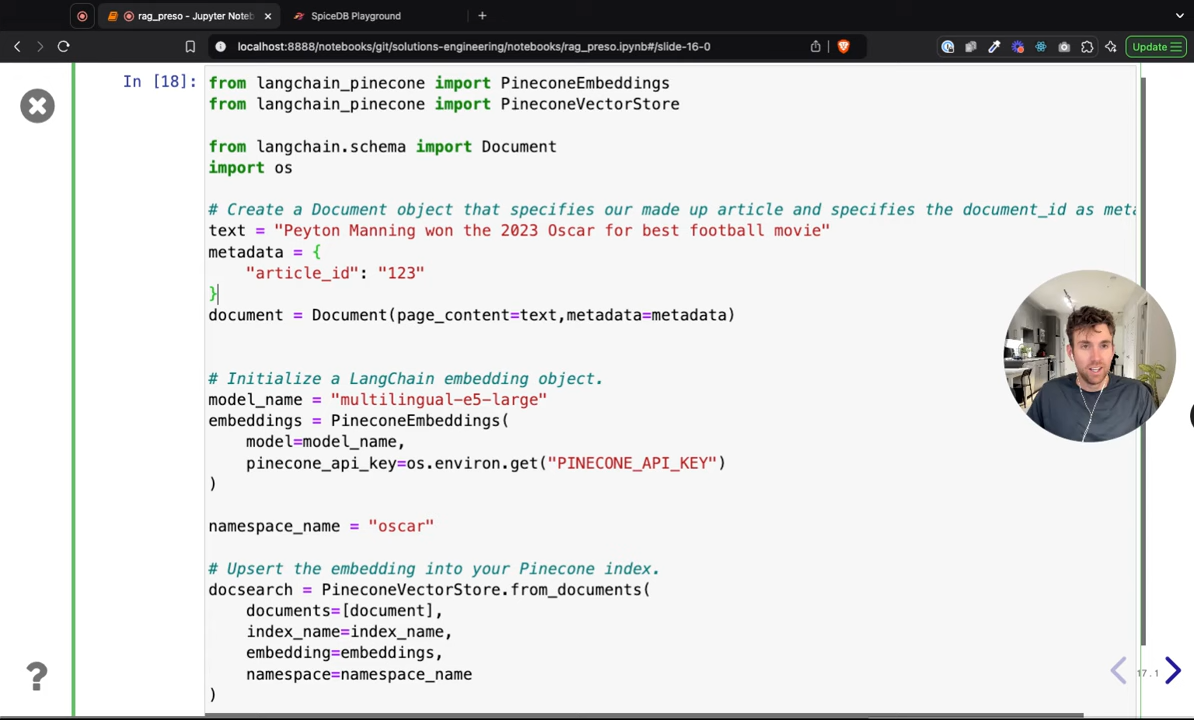 rag_preso - Jupyter Noteb
SpiceDB Playground
localhost:8888/notebooks/git/solutions-engineering/notebooks/rag_preso.ipynb#/slide-16-0
Update
In [18]:
from langchain_pinecone import PineconeEmbeddings
from langchain_pinecone import PineconeVectorStore
from langchain.schema import Document
import os
# Create a Document object that specifies our made up article and specifies the document_id as meta
text = "Peyton Manning won the 2023 Oscar for best football movie"
metadata = {
    "article_id": "123"
}
document = Document(page_content=text,metadata=metadata)
# Initialize a LangChain embedding object.
model_name = "multilingual-e5-large"
embeddings = PineconeEmbeddings(
    model=model_name,
    pinecone_api_key=os.environ.get("PINECONE_API_KEY")
)
namespace_name = "oscar"
# Upsert the embedding into your Pinecone index.
docsearch = PineconeVectorStore.from_documents(
    documents=[document],
    index_name=index_name,
    embedding=embeddings,
    namespace=namespace_name
)
17.1